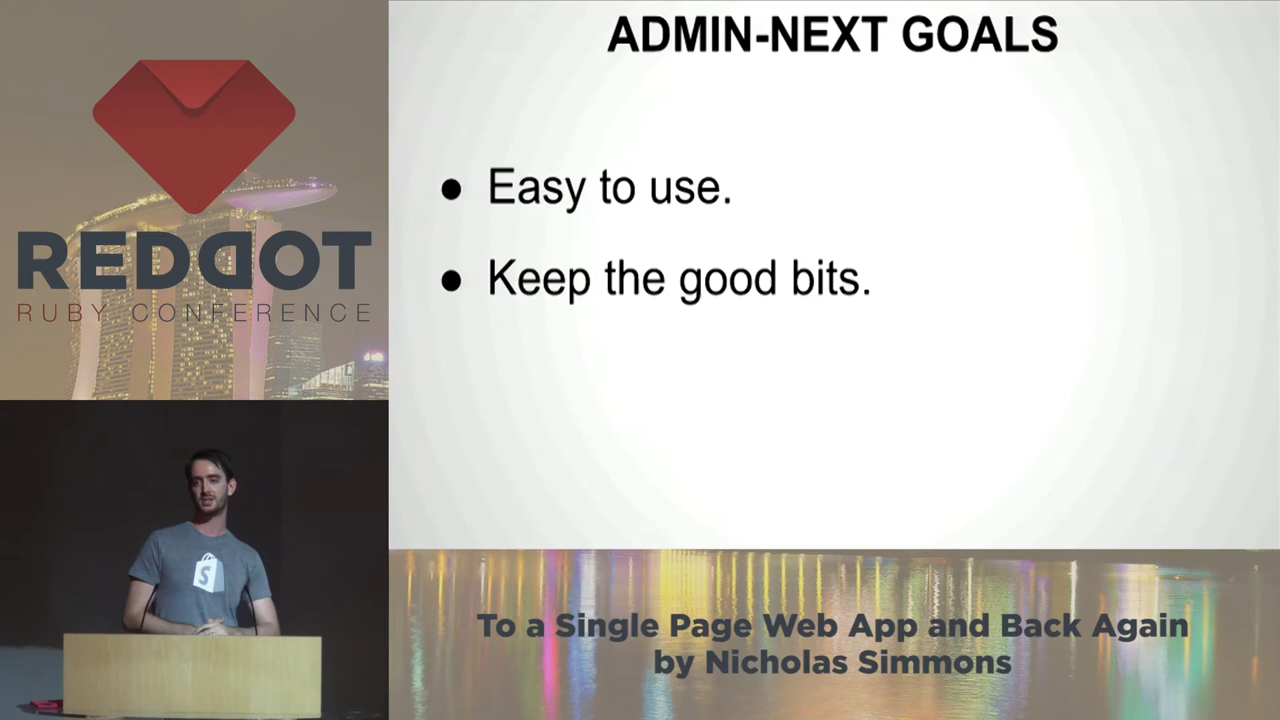 REDDOT
RUBY CONFERENCE
ADMIN-NEXT GOALS
● Easy to use.
● Keep the good bits.
S
To a Single Page Web App and Back Again
by Nicholas Simmons